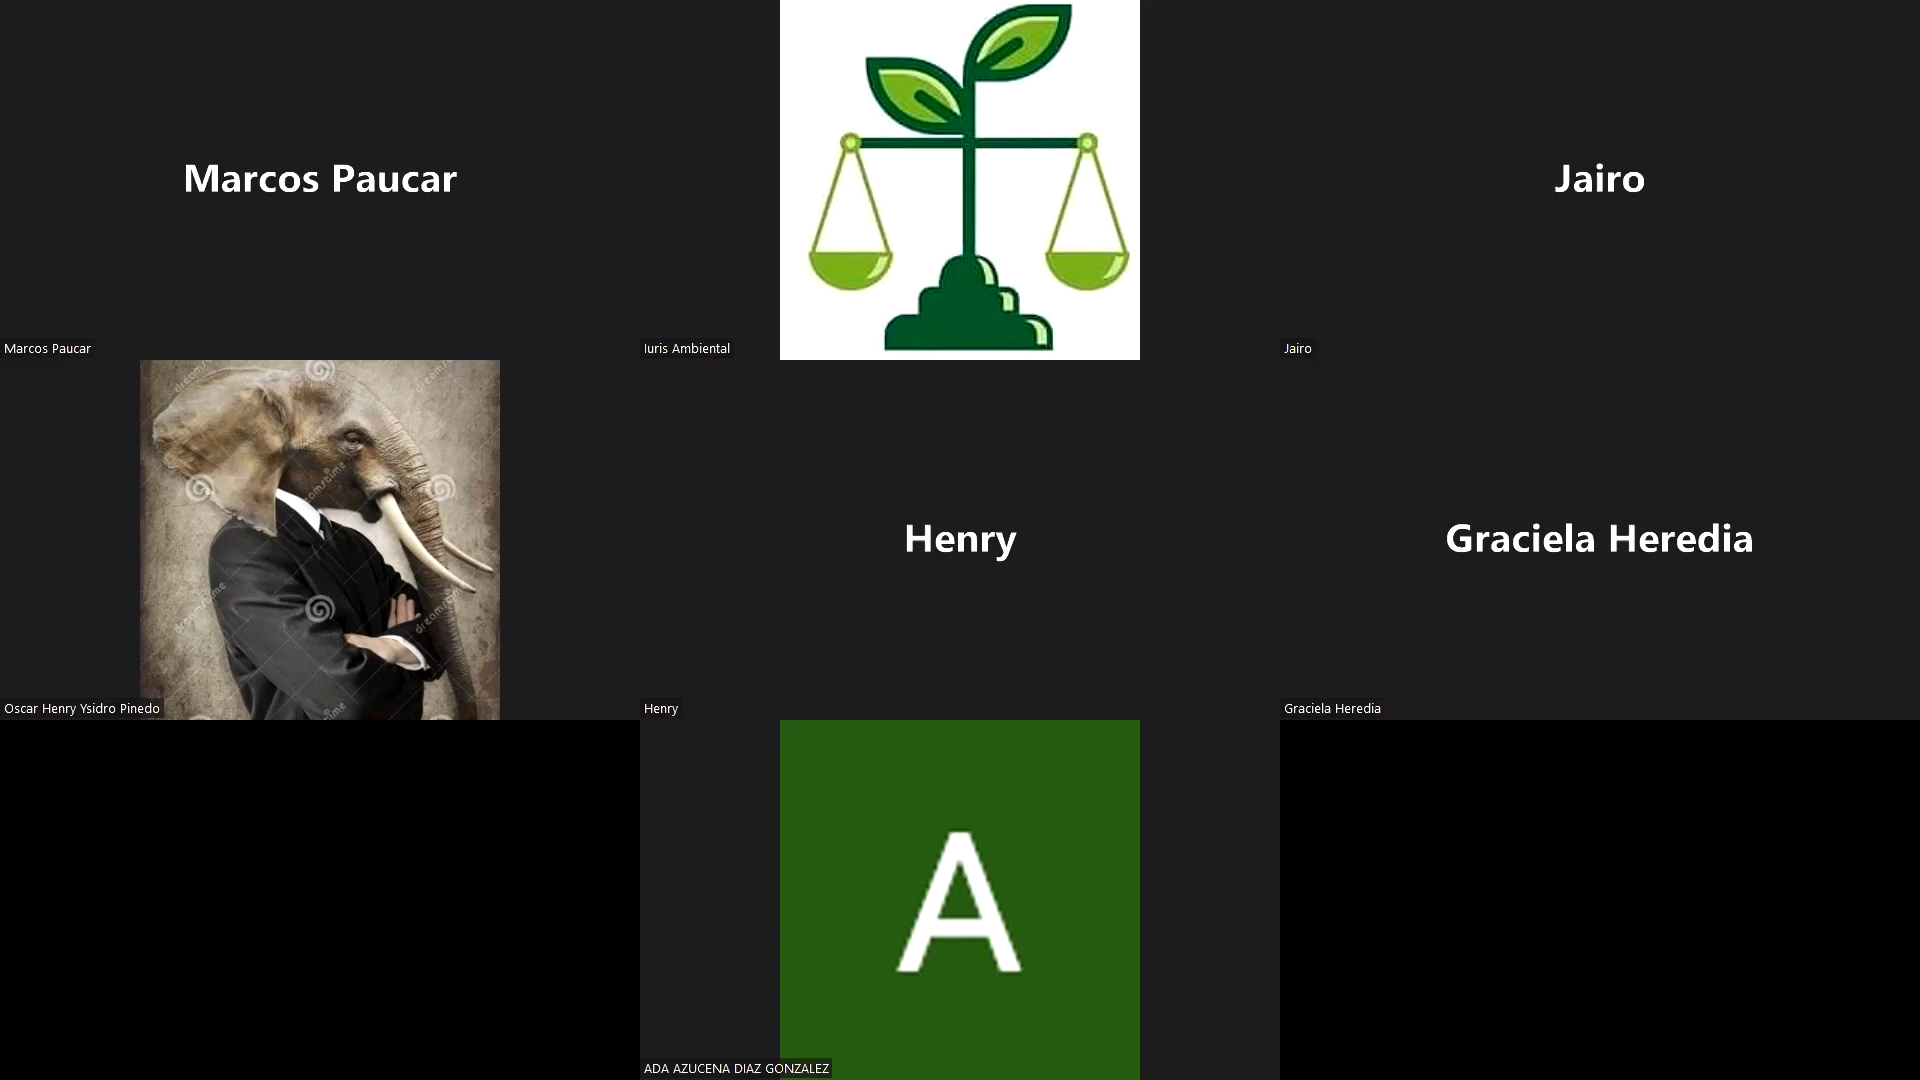 Marcos Paucar
Jairo
Marcos Paucar
Iuris Ambiental
Jairo
dreamstime
Henry
Graciela Heredia
Oscar Henry Ysidro Pinedo
Henry
Graciela Heredia
A
ADA AZUCENA DIAZ GONZALEZ